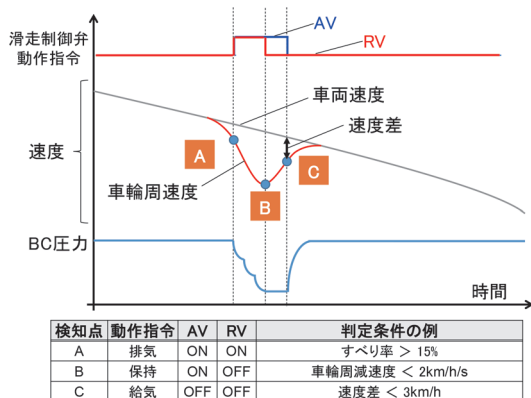 滑走制御弁
動作指令
AV
RV
速度
車両速度
速度差
A
B
C
車輪周速度
BC圧力
時間
検知点 動作指令 AV RV 判定条件の例
A 排気 ON ON すべり率 > 15%
B 保持 ON OFF 車輪周減速度 < 2km/h/s
C 給気 OFF OFF 速度差 < 3km/h